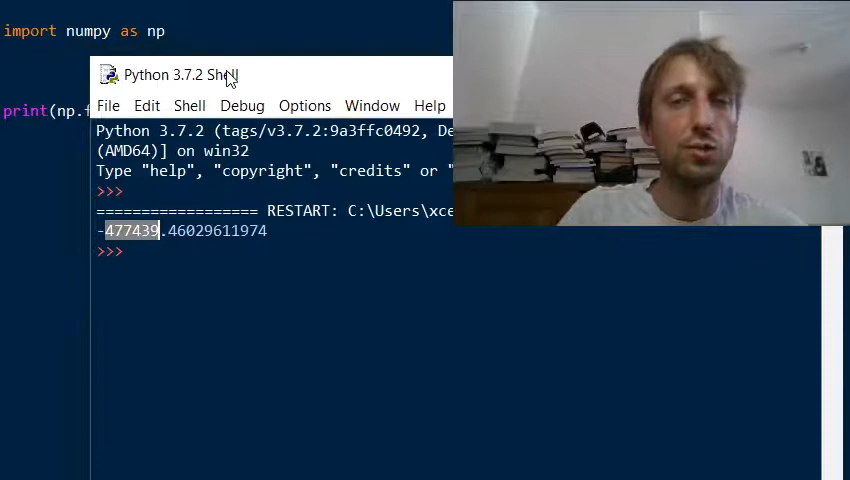 import numpy as np
Python 3.7.2 Shell
print(np.f
File Edit Shell Debug Options Window Help
Python 3.7.2 (tags/v3.7.2:9a3ffc0492, De
(AMD64)] on win32
Type "help", "copyright", "credits" or "
>>>
================== RESTART: C:\Users\xce
-477439.46029611974
>>>